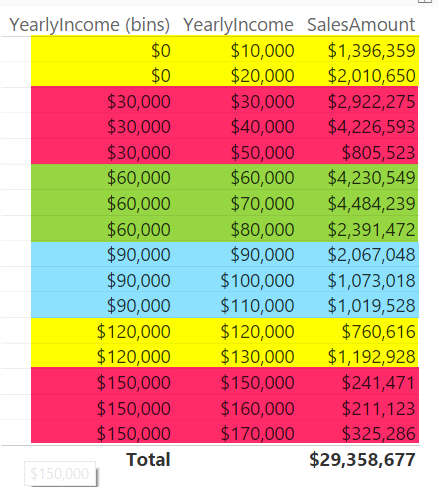 YearlyIncome (bins) YearlyIncome SalesAmount
$0 $10,000 $1,396,359
$0 $20,000 $2,010,650
$30,000 $30,000 $2,922,275
$30,000 $40,000 $4,226,593
$30,000 $50,000 $805,523
$60,000 $60,000 $4,230,549
$60,000 $70,000 $4,484,239
$60,000 $80,000 $2,391,472
$90,000 $90,000 $2,067,048
$90,000 $100,000 $1,073,018
$90,000 $110,000 $1,019,528
$120,000 $120,000 $760,616
$120,000 $130,000 $1,192,928
$150,000 $150,000 $241,471
$150,000 $160,000 $211,123
$150,000 $170,000 $325,286
Total $29,358,677
$150,000